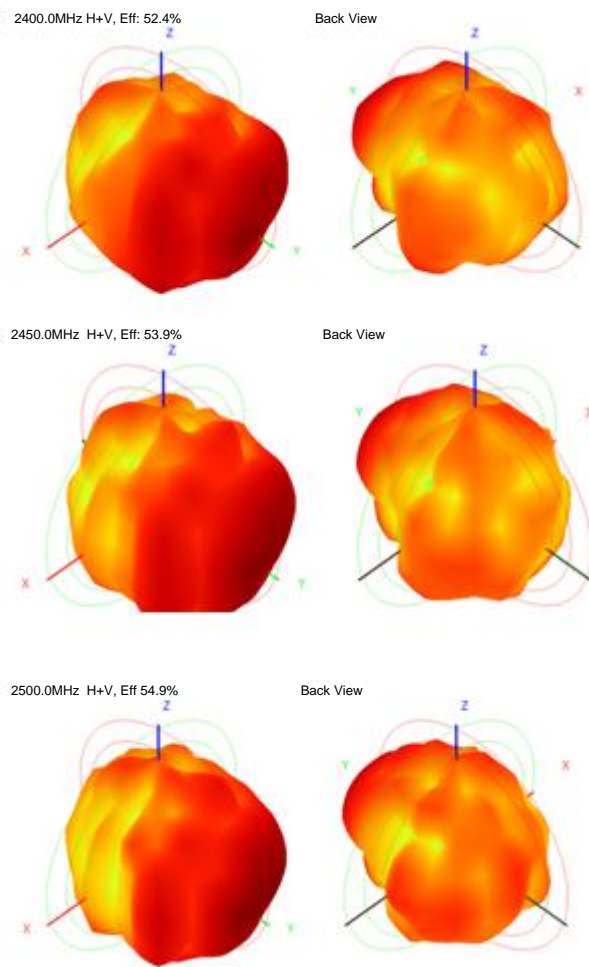 2400.0MHz H+V, Eff: 52.4%
Back View
Z
Z
Y
X
X
Y
2450.0MHz  H+V, Eff: 53.9%
Back View
Z
Z
Y
X
X
Y
2500.0MHz  H+V, Eff 54.9%
Back View
Z
Z
Y
X
X
Y